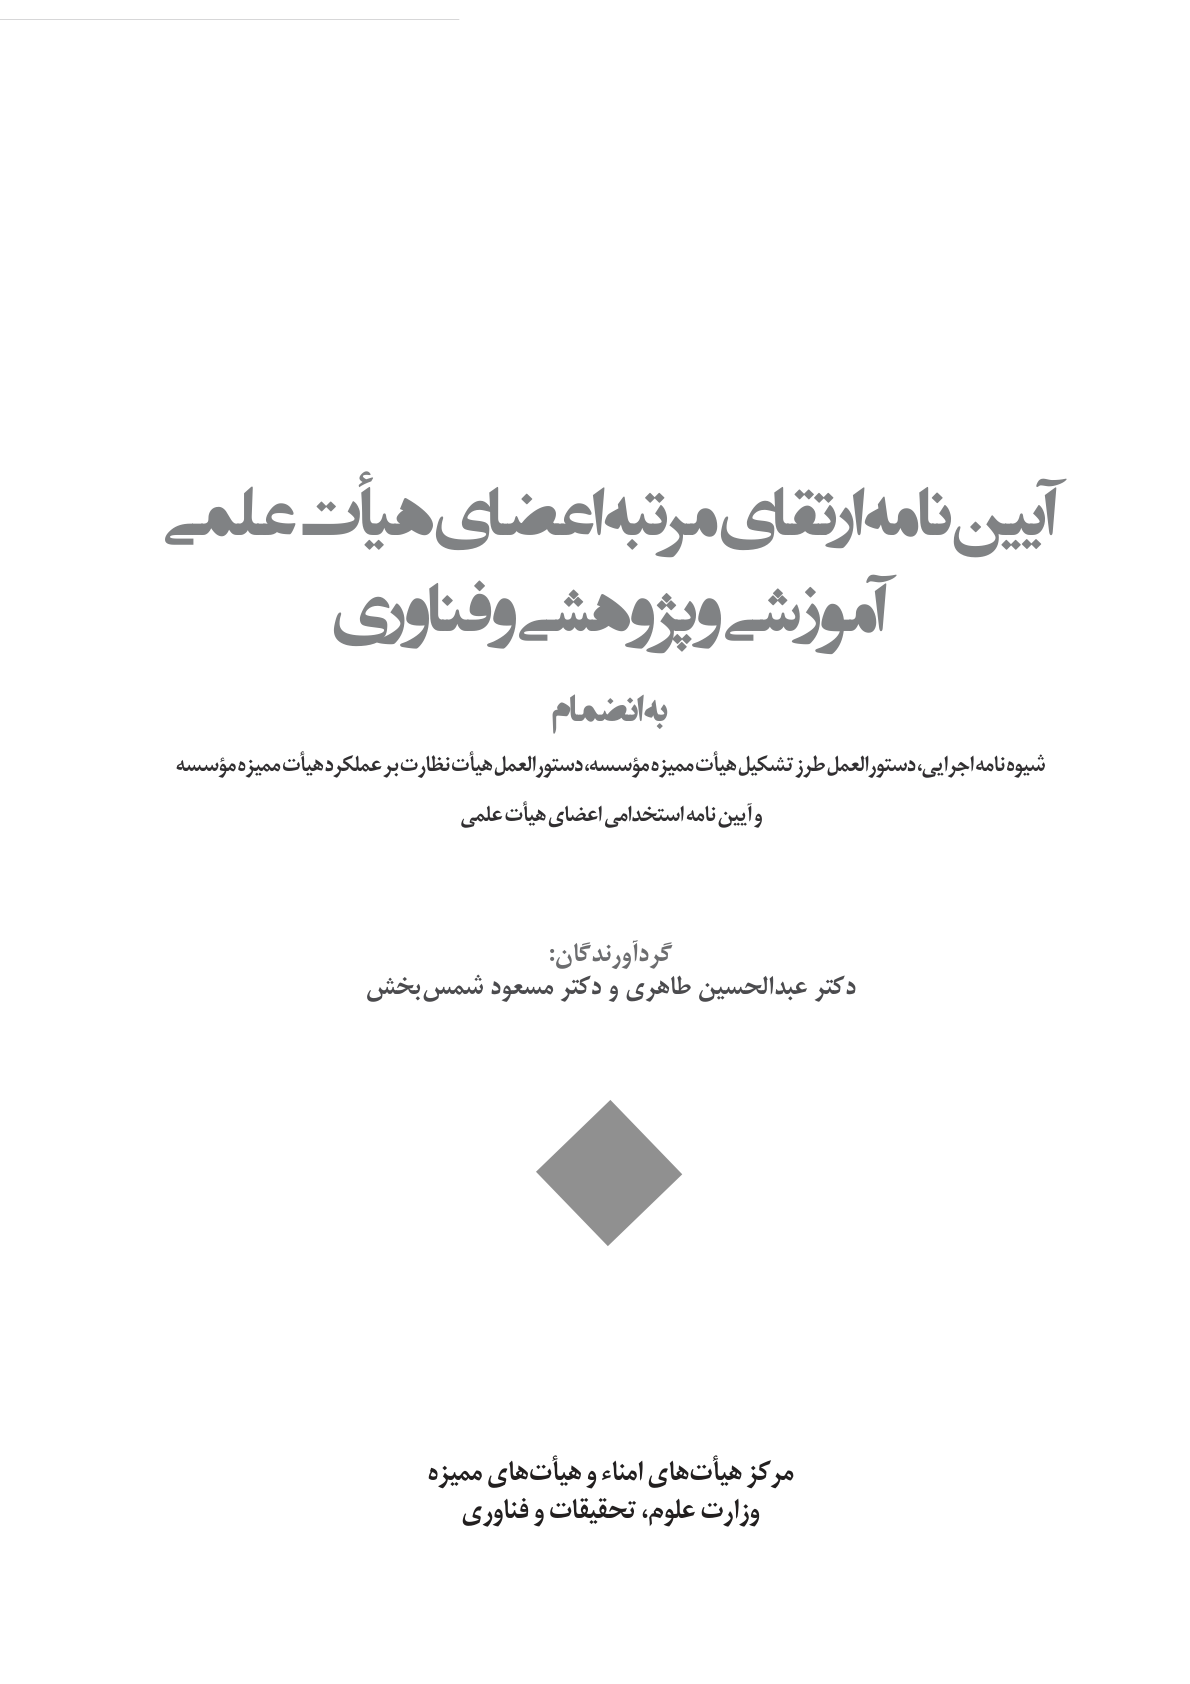 آیین نامه ارتقای مرتبه اعضای هیأت علمی
آموزشی و پژوهشی و فناوری
به انضمام
شیوه نامه اجرایی، دستورالعمل طرز تشکیل هیأت ممیزه مؤسسه، دستورالعمل هیأت نظارت بر عملکرد هیأت ممیزه مؤسسه
و آیین نامه استخدامی اعضای هیأت علمی
گردآورندگان:
دکتر عبدالحسین طاهری و دکتر مسعود شمس‌بخش
مرکز هیأت‌های امناء و هیأت‌های ممیزه
وزارت علوم، تحقیقات و فناوری